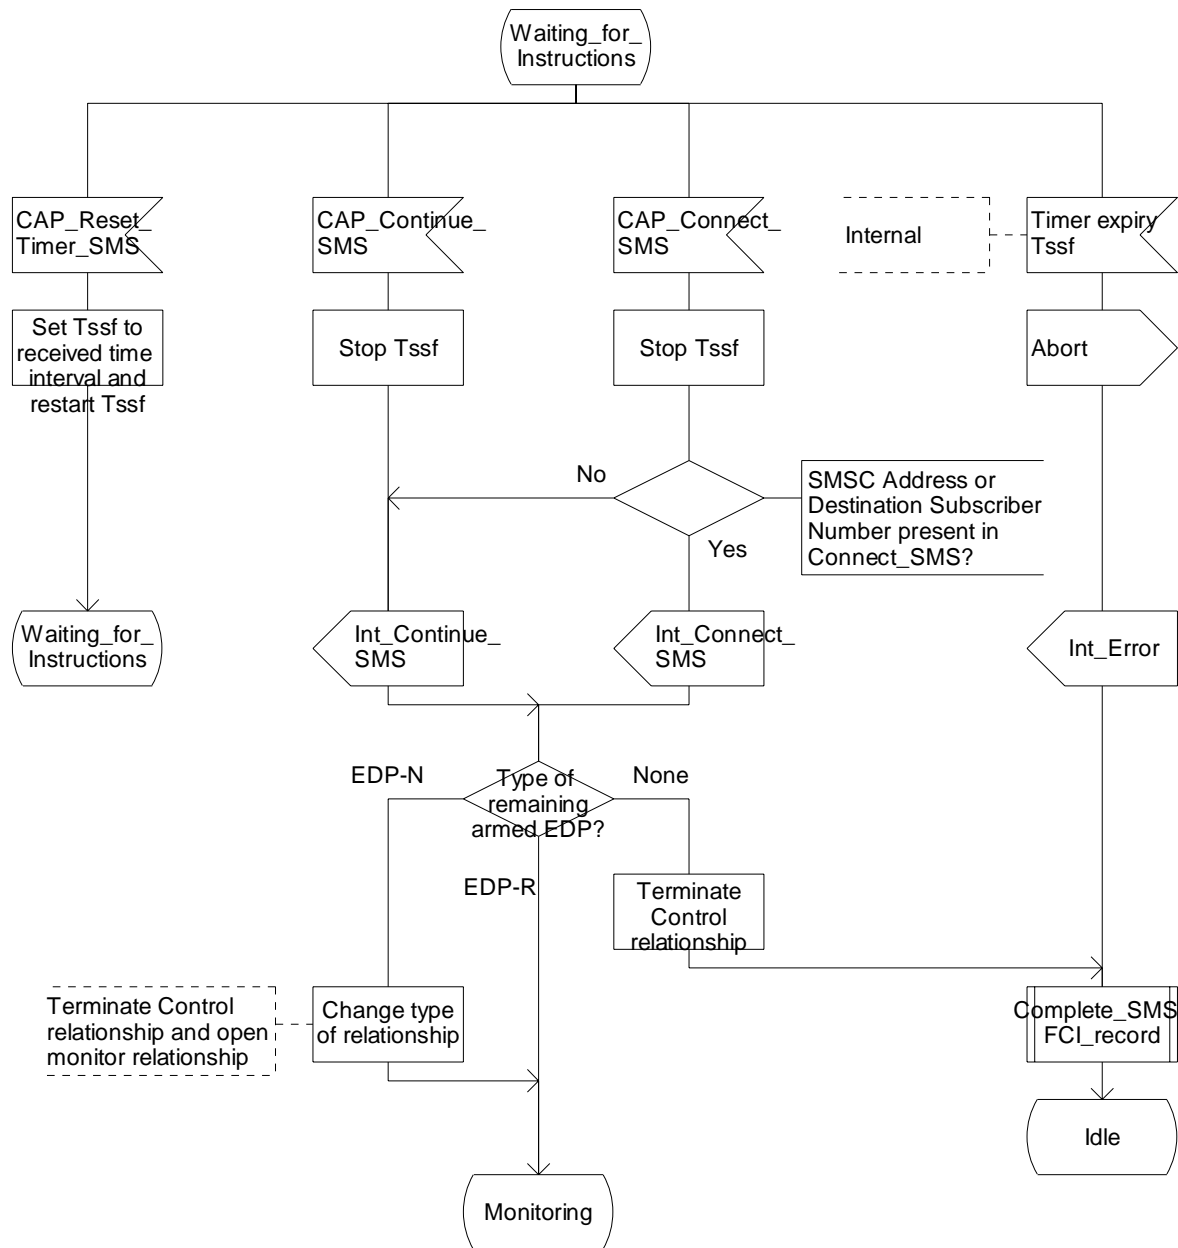 Waiting_for_
Instructions
CAP_Reset_
Timer_SMS
CAP_Continue_
SMS
CAP_Connect_
SMS
Internal
Timer expiry
Tssf
Set Tssf to
received time
interval and
restart Tssf
Stop Tssf
Stop Tssf
Abort
No
Yes
SMSC Address or
Destination Subscriber
Number present in
Connect_SMS?
Waiting_for_
Instructions
Int_Continue_
SMS
Int_Connect_
SMS
Int_Error
EDP-N
Type of
remaining
armed EDP?
None
EDP-R
Terminate
Control
relationship
Terminate Control
relationship and open
monitor relationship
Change type
of relationship
Complete_SMS
FCI_record
Idle
Monitoring